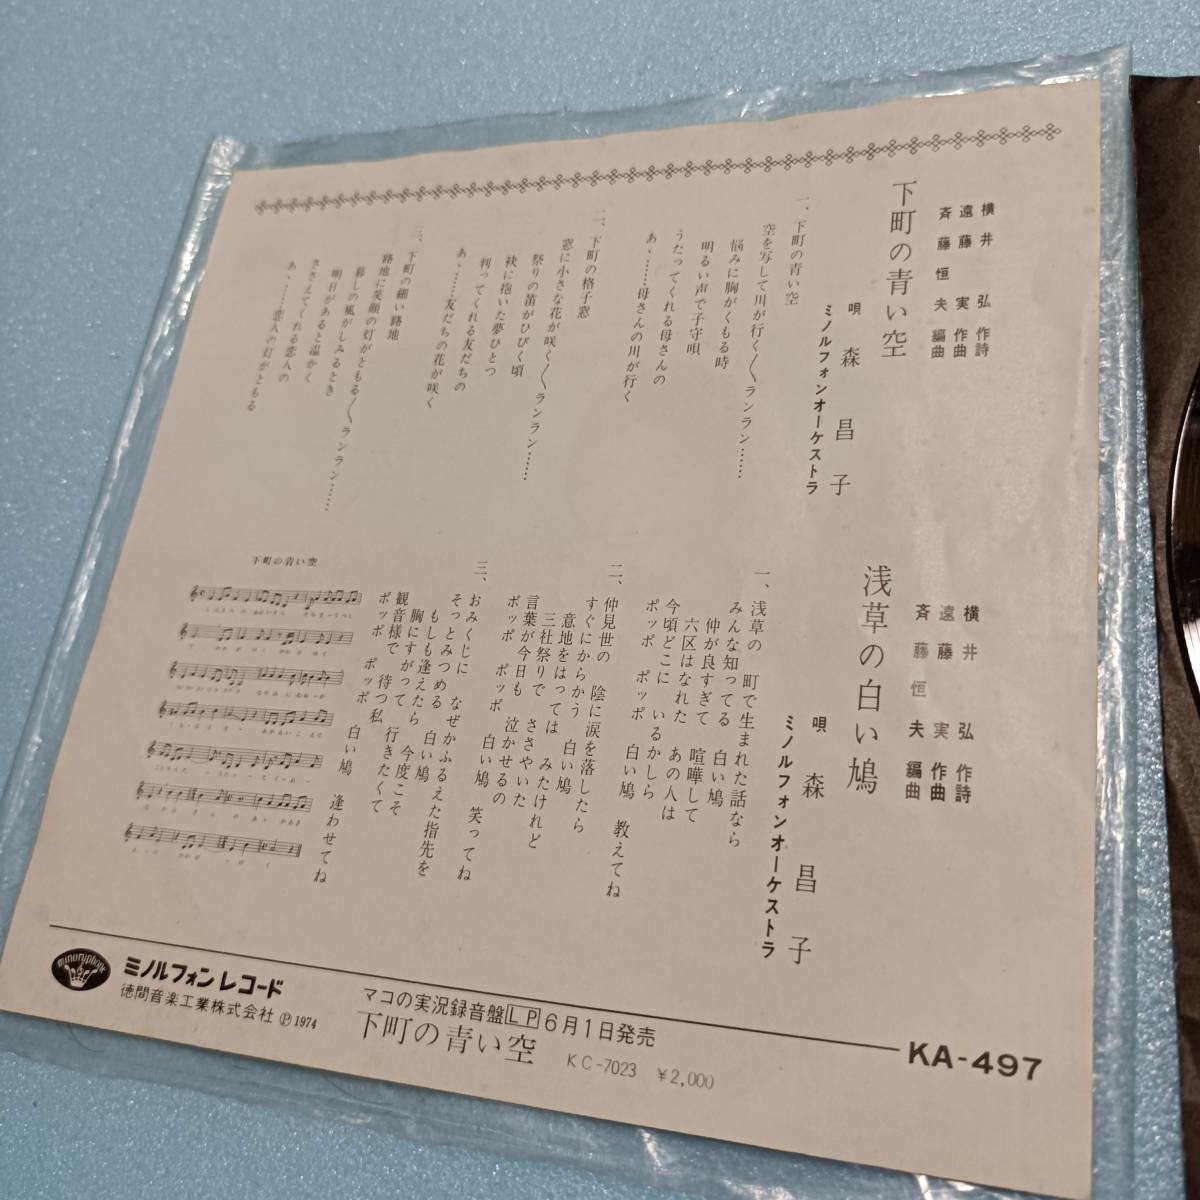 下町の青い空
横井 弘 作詩
遠藤 実 作曲
斉藤恒夫 編曲
唄 森 昌子
ミノルフォンオーケストラ
一、下町の青い空
空を写して川が行く〱ランラン……
悩みに胸がくもる時
明るい声で子守唄
うたってくれる母さんの
あゝ……母さんの川が行く
二、下町の格子窓
窓に小さな花が咲く〱ランラン……
祭りの笛がひびく頃
袂に抱いた夢ひとつ
判ってくれる友だちの
あゝ……友だちの花が咲く
三、下町の細い路地
路地に笑顔の灯がともる〱ランラン……
暮しの風がしみるとき
明日があると温かく
ささえてくれる恋人の
あゝ……恋人の灯がともる
浅草の白い鳩
横井 弘 作詩
遠藤 実 作曲
斉藤恒夫 編曲
唄 森 昌子
ミノルフォンオーケストラ
一、浅草の 町で生まれた話なら
みんな知ってる 白い鳩
仲が良すぎて 喧嘩して
六区はなれた あの人は
今頃どこに いるかしら
ポッポ ポッポ 白い鳩 教えてね
二、仲見世の 陰に涙を落したら
すぐにからかう 白い鳩
意地をはっては みたけれど
三社祭りで ささやいた
言葉が今日も 泣かせるの
ポッポ ポッポ 白い鳩 笑ってね
三、おみくじに なぜかふるえた指先を
そっとみつめる 白い鳩
もしも逢えたら 今度こそ
胸にすがって 行きたくて
観音様で 待つ私
ポッポ ポッポ 白い鳩 逢わせてね
下町の青い空
minoryphone
ミノルフォンレコード
徳間音楽工業株式会社 Ⓟ1974
マコの実況録音盤LP6月1日発売
下町の青い空 KC-7023 ¥2,000
KA-497